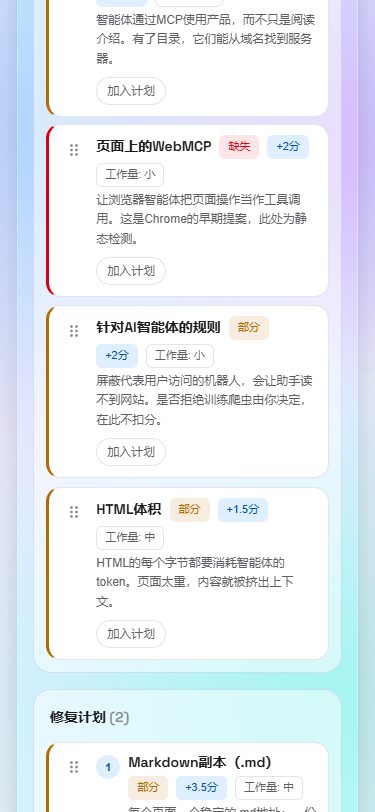 智能体通过MCP使用产品，而不只是阅读
介绍。有了目录，它们能从域名找到服务
器。
加入计划
页面上的WebMCP 缺失 +2分
工作量: 小
让浏览器智能体把页面操作当作工具调
用。这是Chrome的早期提案，此处为静
态检测。
加入计划
针对AI智能体的规则 部分
+2分 工作量: 小
屏蔽代表用户访问的机器人，会让助手读
不到网站。是否拒绝训练爬虫由你决定，
在此不扣分。
加入计划
HTML体积 部分 +1.5分
工作量: 中
HTML的每个字节都要消耗智能体的
token。页面太重，内容就被挤出上下
文。
加入计划
修复计划 (2)
1 Markdown副本（.md）
部分 +3.5分 工作量: 中